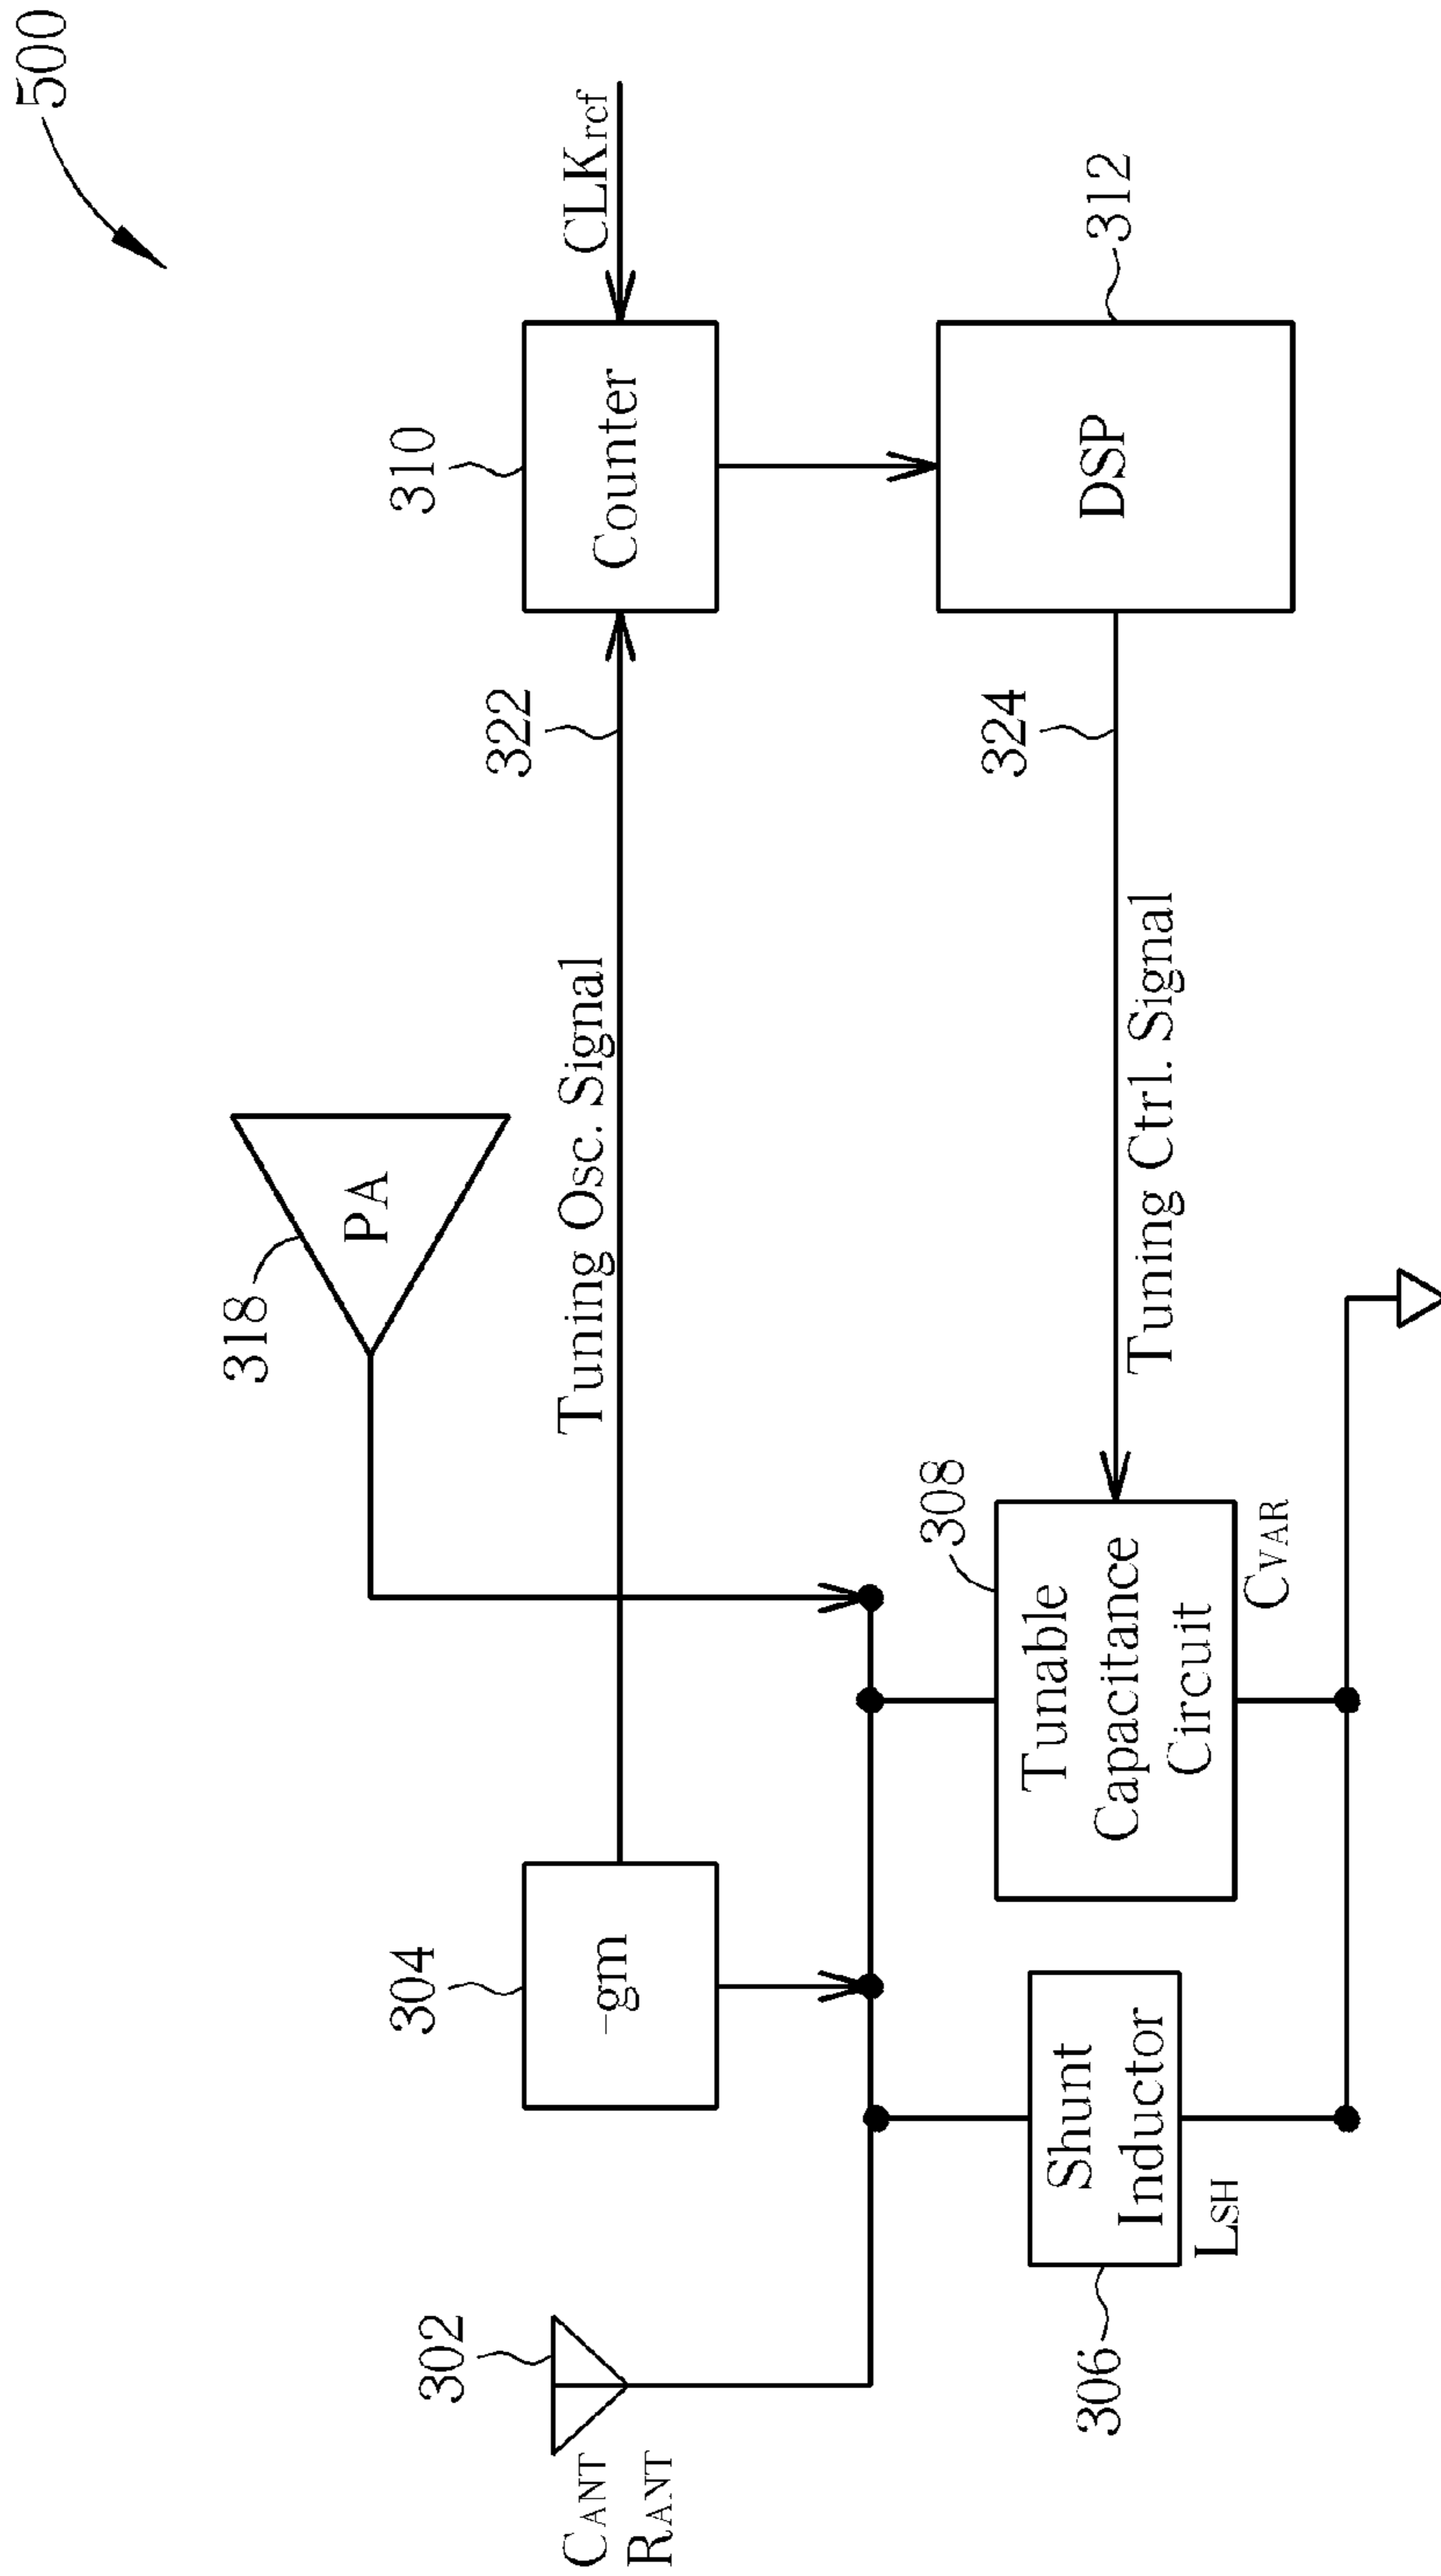 500
318
PA
302
CANT
RANT
304
-gm
Tuning Osc. Signal
322
310
Counter
CLKrcf
306
Shunt
Inductor
LSH
308
Tunable
Capacitance
Circuit
CVAR
Tuning Ctrl. Signal
324
DSP
312